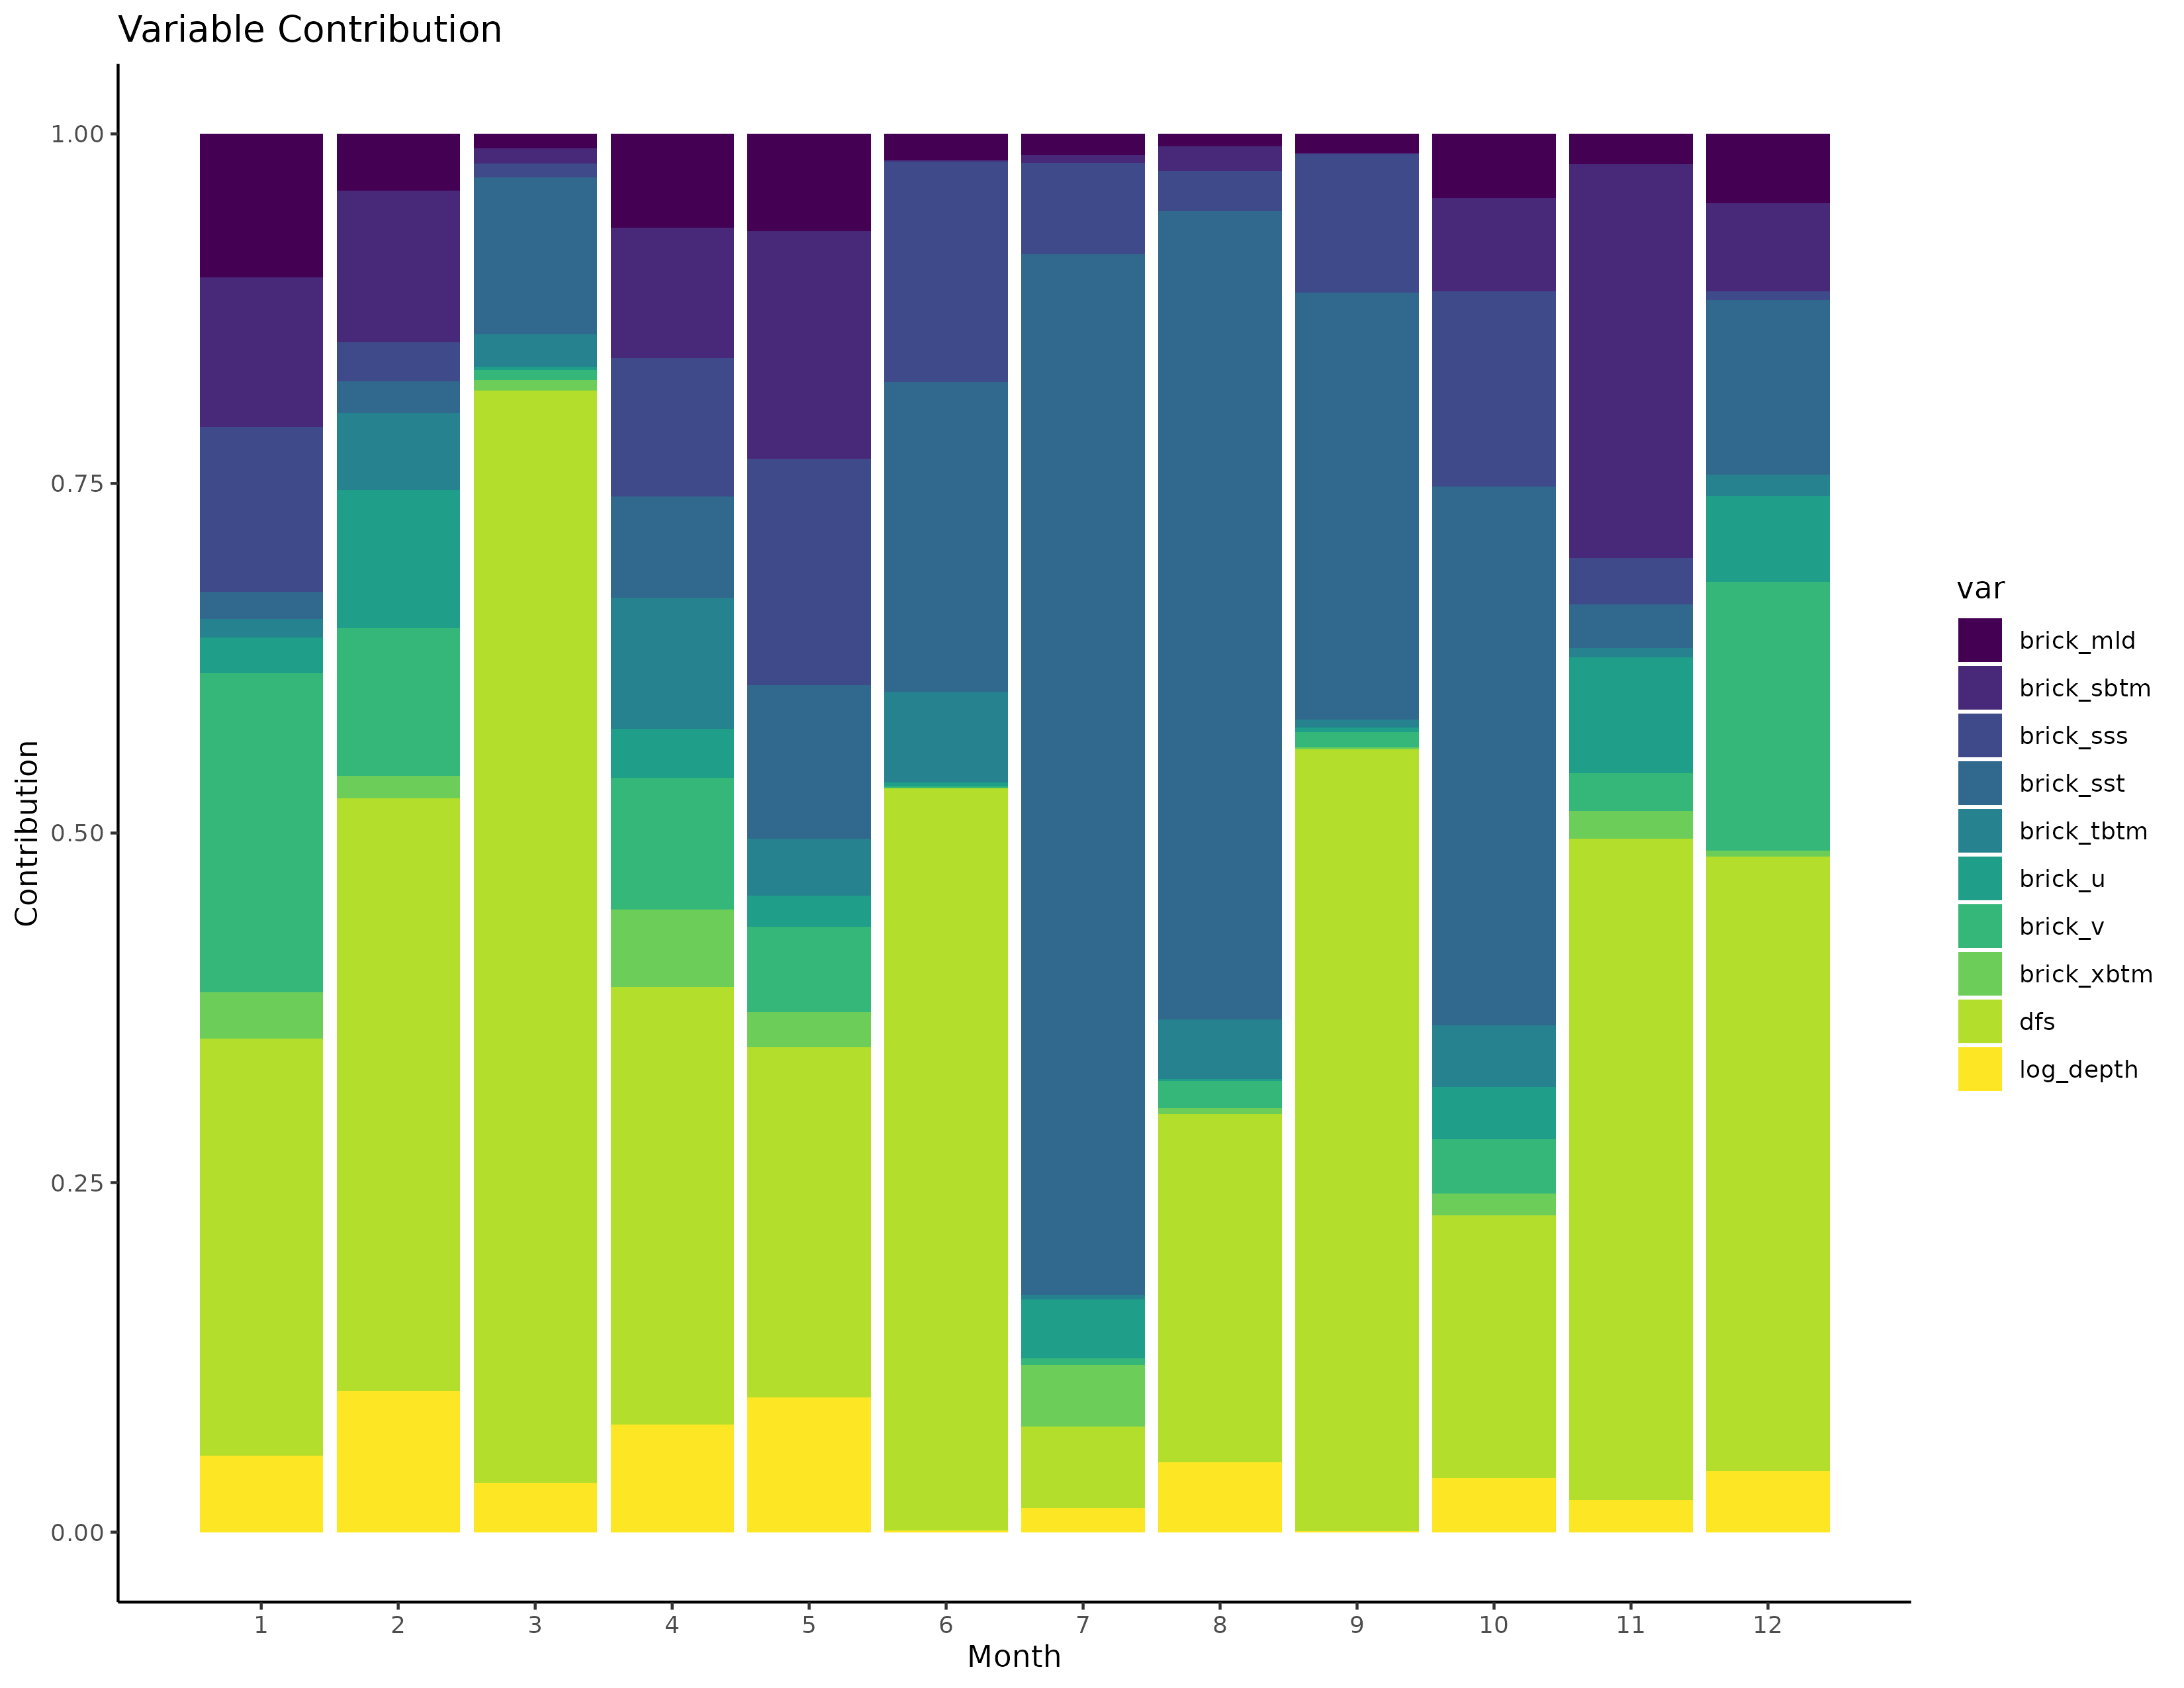 Variable Contribution
Contribution
1.00
0.75
0.50
0.25
0.00
1 2 3 4 5 6 7 8 9 10 11 12
Month
var
brick_mld
brick_sbtm
brick_sss
brick_sst
brick_tbtm
brick_u
brick_v
brick_xbtm
dfs
log_depth